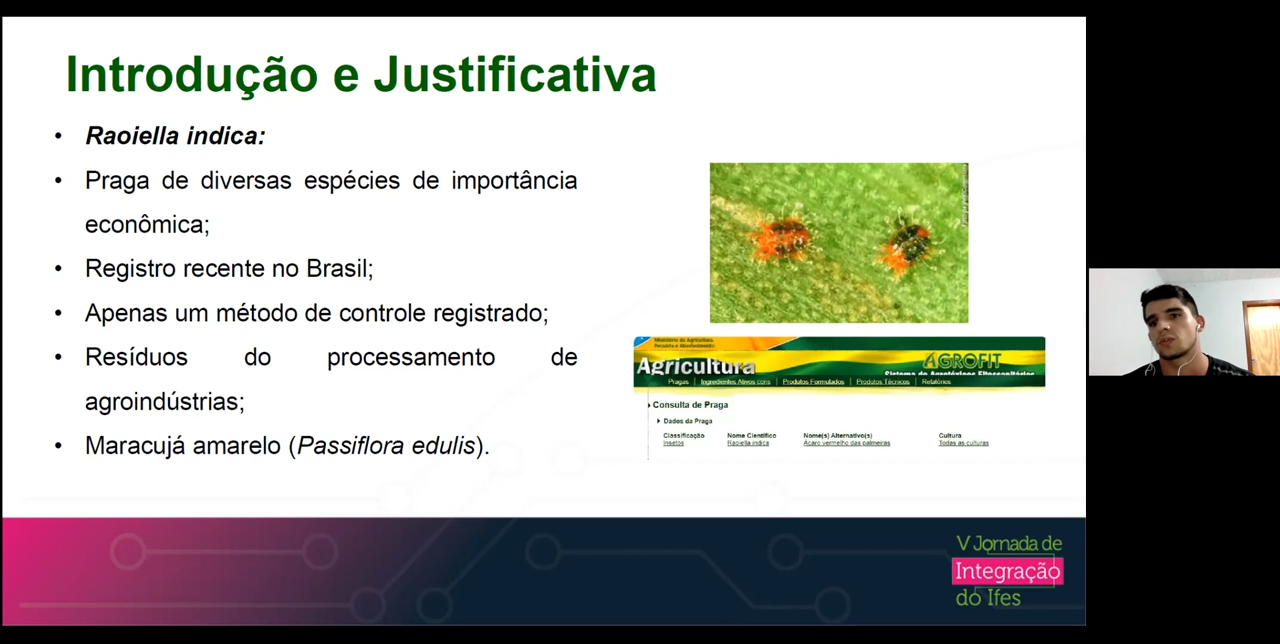 Introdução e Justificativa
• Raoiella indica:
• Praga de diversas espécies de importância
econômica;
• Registro recente no Brasil;
• Apenas um método de controle registrado;
• Resíduos do processamento de
agroindústrias;
• Maracujá amarelo (Passiflora edulis).
Ministério da Agricultura,
Pecuária e Abastecimento
Agricultura
AGROFIT
Sistema de Agrotóxicos Fitossanitários
Pragas | Ingredientes Ativos cons | Produtos Formulados | Produtos Técnicos | Relatórios
Consulta de Praga
Dados da Praga
Classificação Nome Científico Nome(s) Alternativo(s) Cultura
Insetos Raoiella indica Ácaro vermelho das palmeiras Todas as culturas
V Jornada de
Integração
do Ifes